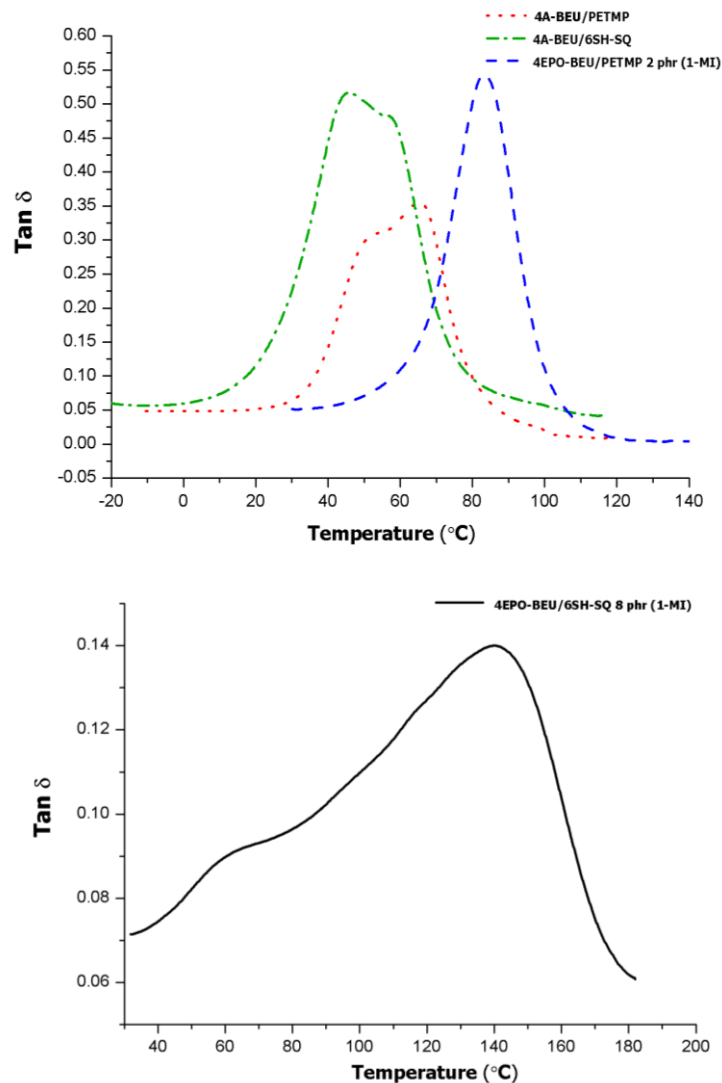 4A-BEU/PETMP
4A-BEU/6SH-SQ
4EPO-BEU/PETMP 2 phr (1-MI)
0.60
0.55
0.50
0.45
0.40
0.35
0.30
0.25
0.20
0.15
0.10
0.05
0.00
-0.05
Tan δ
-20 0 20 40 60 80 100 120 140
Temperature (°C)
4EPO-BEU/6SH-SQ 8 phr (1-MI)
0.14
0.12
0.10
0.08
0.06
Tan δ
40 60 80 100 120 140 160 180 200
Temperature (°C)